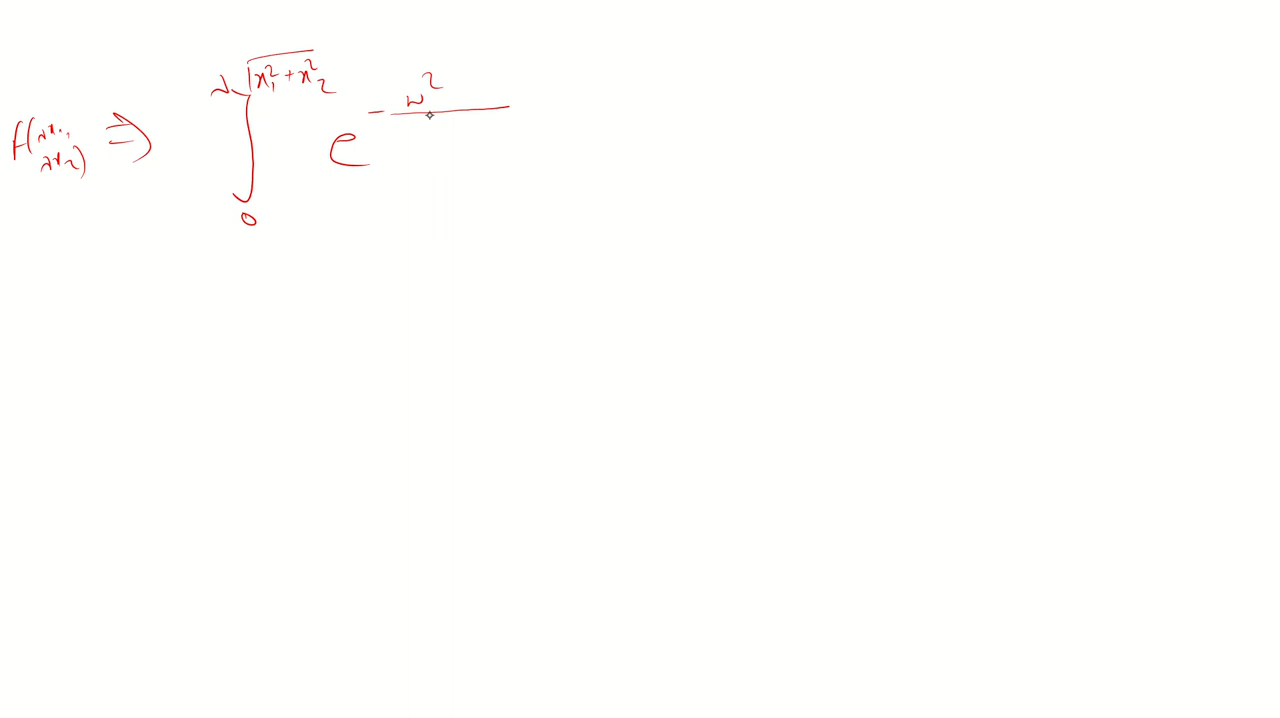 f(λx₁, λx₂) ⇒ ∫₀^{λ√(x₁² + x₂²)} e^{-w²/}